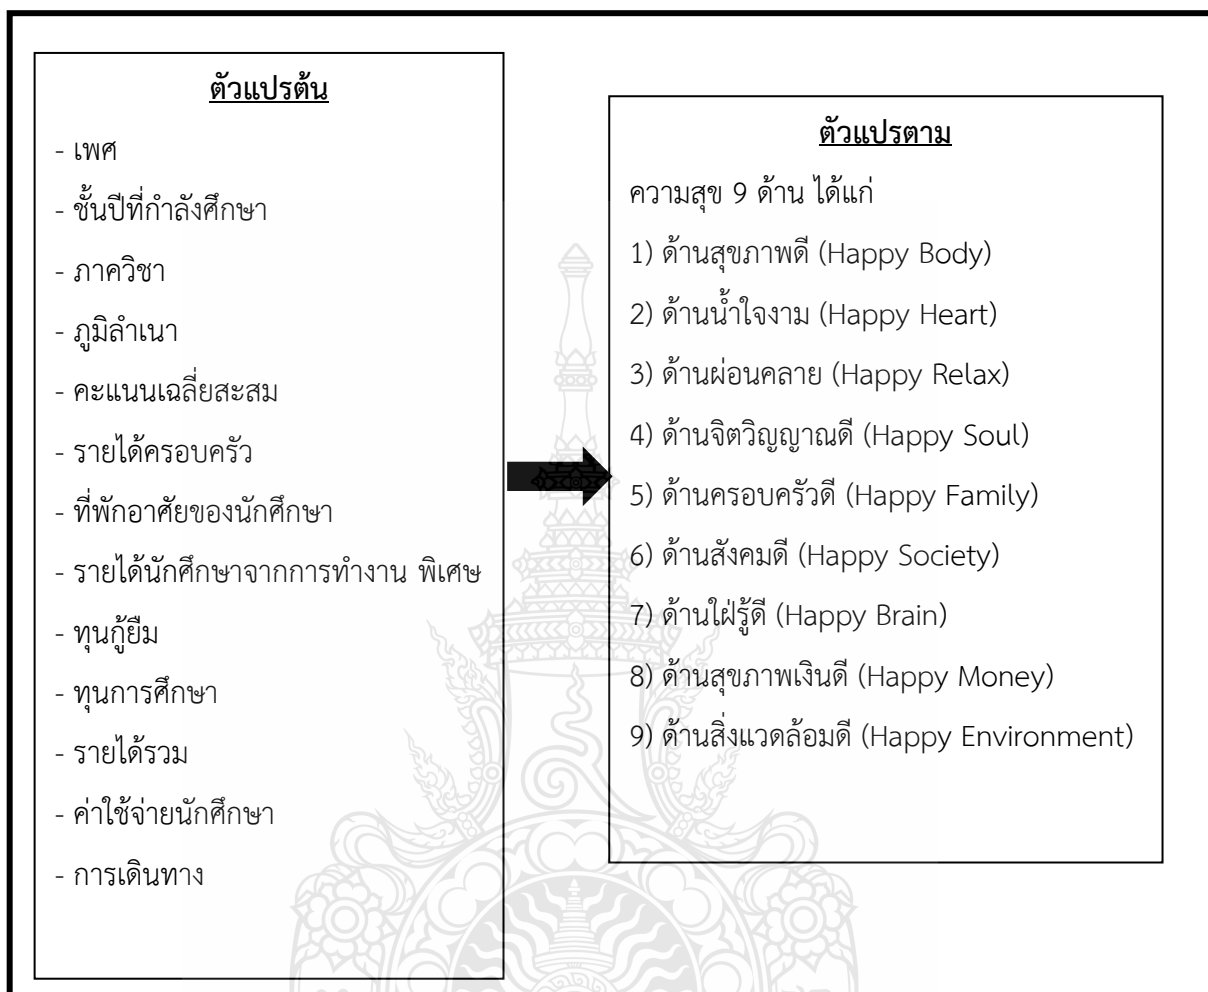 ตัวแปรต้น
- เพศ
- ชั้นปีที่กำลังศึกษา
- ภาควิชา
- ภูมิลำเนา
- คะแนนเฉลี่ยสะสม
- รายได้ครอบครัว
- ที่พักอาศัยของนักศึกษา
- รายได้นักศึกษาจากการทำงาน พิเศษ
- ทุนกู้ยืม
- ทุนการศึกษา
- รายได้รวม
- ค่าใช้จ่ายนักศึกษา
- การเดินทาง
ตัวแปรตาม
ความสุข 9 ด้าน ได้แก่
1) ด้านสุขภาพดี (Happy Body)
2) ด้านน้ำใจงาม (Happy Heart)
3) ด้านผ่อนคลาย (Happy Relax)
4) ด้านจิตวิญญาณดี (Happy Soul)
5) ด้านครอบครัวดี (Happy Family)
6) ด้านสังคมดี (Happy Society)
7) ด้านใฝ่รู้ดี (Happy Brain)
8) ด้านสุขภาพเงินดี (Happy Money)
9) ด้านสิ่งแวดล้อมดี (Happy Environment)